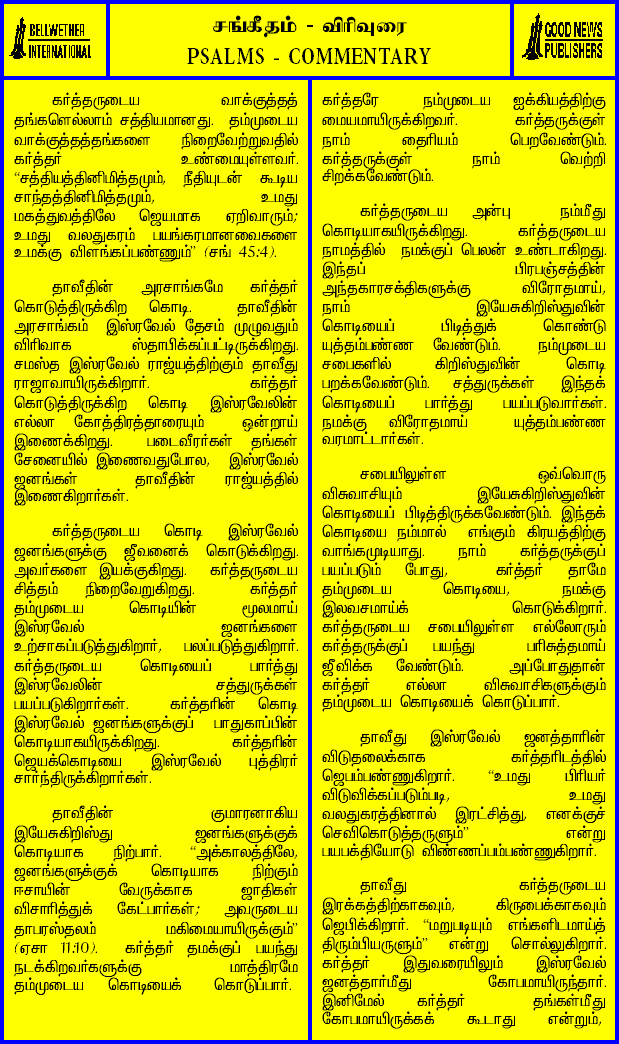 BELLWETHER
INTERNATIONAL
சங்கீதம் - விரிவுரை
PSALMS - COMMENTARY
GOOD NEWS
PUBLISHERS
கர்த்தருடைய வாக்குத்தத்
தங்களெல்லாம் சத்தியமானது. தம்முடைய
வாக்குத்தத்தங்களை நிறைவேற்றுவதில்
கர்த்தர் உண்மையுள்ளவர்.
“சத்தியத்தினிமித்தமும், நீதியுடன் கூடிய
சாந்தத்தினிமித்தமும், உமது
மகத்துவத்திலே ஜெயமாக ஏறிவாரும்;
உமது வலதுகரம் பயங்கரமானவைகளை
உமக்கு விளங்கப்பண்ணும்” (சங் 45:4).
தாவீதின் அரசாங்கமே கர்த்தர்
கொடுத்திருக்கிற கொடி. தாவீதின்
அரசாங்கம் இஸ்ரவேல் தேசம் முழுவதும்
விரிவாக ஸ்தாபிக்கப்பட்டிருக்கிறது.
சமஸ்த இஸ்ரவேல் ராஜ்யத்திற்கும் தாவீது
ராஜாவாயிருக்கிறார். கர்த்தர்
கொடுத்திருக்கிற கொடி இஸ்ரவேலின்
எல்லா கோத்திரத்தாரையும் ஒன்றாய்
இணைக்கிறது. படைவீரர்கள் தங்கள்
சேனையில் இணைவதுபோல, இஸ்ரவேல்
ஜனங்கள் தாவீதின் ராஜ்யத்தில்
இணைகிறார்கள்.
கர்த்தருடைய கொடி இஸ்ரவேல்
ஜனங்களுக்கு ஜீவனைக் கொடுக்கிறது.
அவர்களை இயக்குகிறது. கர்த்தருடைய
சித்தம் நிறைவேறுகிறது. கர்த்தர்
தம்முடைய கொடியின் மூலமாய்
இஸ்ரவேல் ஜனங்களை
உற்சாகப்படுத்துகிறார், பலப்படுத்துகிறார்.
கர்த்தருடைய கொடியைப் பார்த்து
இஸ்ரவேலின் சத்துருக்கள்
பயப்படுகிறார்கள். கர்த்தரின் கொடி
இஸ்ரவேல் ஜனங்களுக்குப் பாதுகாப்பின்
கொடியாகயிருக்கிறது. கர்த்தரின்
ஜெயக்கொடியை இஸ்ரவேல் புத்திரர்
சார்ந்திருக்கிறார்கள்.
தாவீதின் குமாரனாகிய
இயேசுகிறிஸ்து ஜனங்களுக்குக்
கொடியாக நிற்பார். “அக்காலத்திலே,
ஜனங்களுக்குக் கொடியாக நிற்கும்
ஈசாயின் வேருக்காக ஜாதிகள்
விசாரித்துக் கேட்பார்கள்; அவருடைய
தாபரஸ்தலம் மகிமையாயிருக்கும்”
(ஏசா 11:10). கர்த்தர் தமக்குப் பயந்து
நடக்கிறவர்களுக்கு மாத்திரமே
தம்முடைய கொடியைக் கொடுப்பார்.
கர்த்தரே நம்முடைய ஐக்கியத்திற்கு
மையமாயிருக்கிறவர். கர்த்தருக்குள்
நாம் தைரியம் பெறவேண்டும்.
கர்த்தருக்குள் நாம் வெற்றி
சிறக்கவேண்டும்.
கர்த்தருடைய அன்பு நம்மீது
கொடியாகயிருக்கிறது. கர்த்தருடைய
நாமத்தில் நமக்குப் பெலன் உண்டாகிறது.
இந்தப் பிரபஞ்சத்தின்
அந்தகாரசக்திகளுக்கு விரோதமாய்,
நாம் இயேசுகிறிஸ்துவின்
கொடியைப் பிடித்துக் கொண்டு
யுத்தம்பண்ண வேண்டும். நம்முடைய
சபைகளில் கிறிஸ்துவின் கொடி
பறக்கவேண்டும். சத்துருக்கள் இந்தக்
கொடியைப் பார்த்து பயப்படுவார்கள்.
நமக்கு விரோதமாய் யுத்தம்பண்ண
வரமாட்டார்கள்.
சபையிலுள்ள ஒவ்வொரு
விசுவாசியும் இயேசுகிறிஸ்துவின்
கொடியைப் பிடித்திருக்கவேண்டும். இந்தக்
கொடியை நம்மால் எங்கும் கிரயத்திற்கு
வாங்கமுடியாது. நாம் கர்த்தருக்குப்
பயப்படும் போது, கர்த்தர் தாமே
தம்முடைய கொடியை, நமக்கு
இலவசமாய்க் கொடுக்கிறார்.
கர்த்தருடைய சபையிலுள்ள எல்லோரும்
கர்த்தருக்குப் பயந்து பரிசுத்தமாய்
ஜீவிக்க வேண்டும். அப்போதுதான்
கர்த்தர் எல்லா விசுவாசிகளுக்கும்
தம்முடைய கொடியைக் கொடுப்பார்.
தாவீது இஸ்ரவேல் ஜனத்தாரின்
விடுதலைக்காக கர்த்தரிடத்தில்
ஜெபம்பண்ணுகிறார். “உமது பிரியர்
விடுவிக்கப்படும்படி, உமது
வலதுகரத்தினால் இரட்சித்து, எனக்குச்
செவிகொடுத்தருளும்” என்று
பயபக்தியோடு விண்ணப்பம்பண்ணுகிறார்.
தாவீது கர்த்தருடைய
இரக்கத்திற்காகவும், கிருபைக்காகவும்
ஜெபிக்கிறார். “மறுபடியும் எங்களிடமாய்த்
திரும்பியருளும்” என்று சொல்லுகிறார்.
கர்த்தர் இதுவரையிலும் இஸ்ரவேல்
ஜனத்தார்மீது கோபமாயிருந்தார்.
இனிமேல் கர்த்தர் தங்கள்மீது
கோபமாயிருக்கக் கூடாது என்றும்,